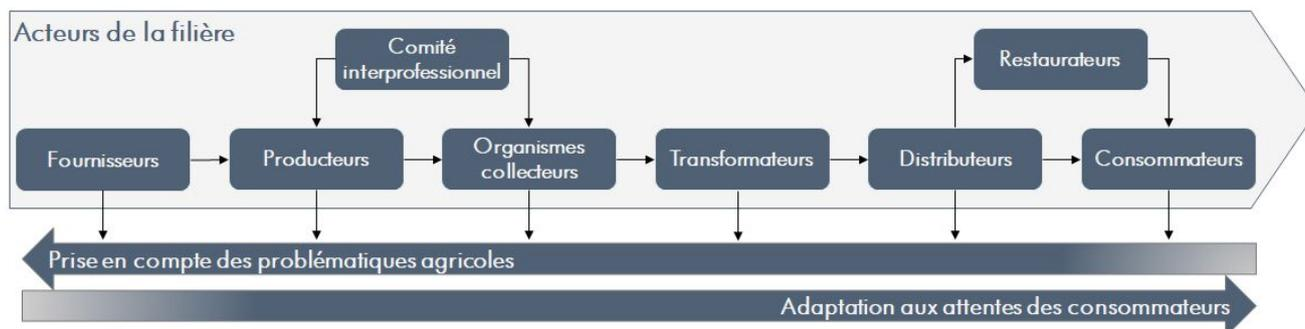 Acteurs de la filière
Comité
interprofessionnel
Restaurateurs
Fournisseurs
Producteurs
Organismes
collecteurs
Transformateurs
Distributeurs
Consommateurs
Prise en compte des problématiques agricoles
Adaptation aux attentes des consommateurs